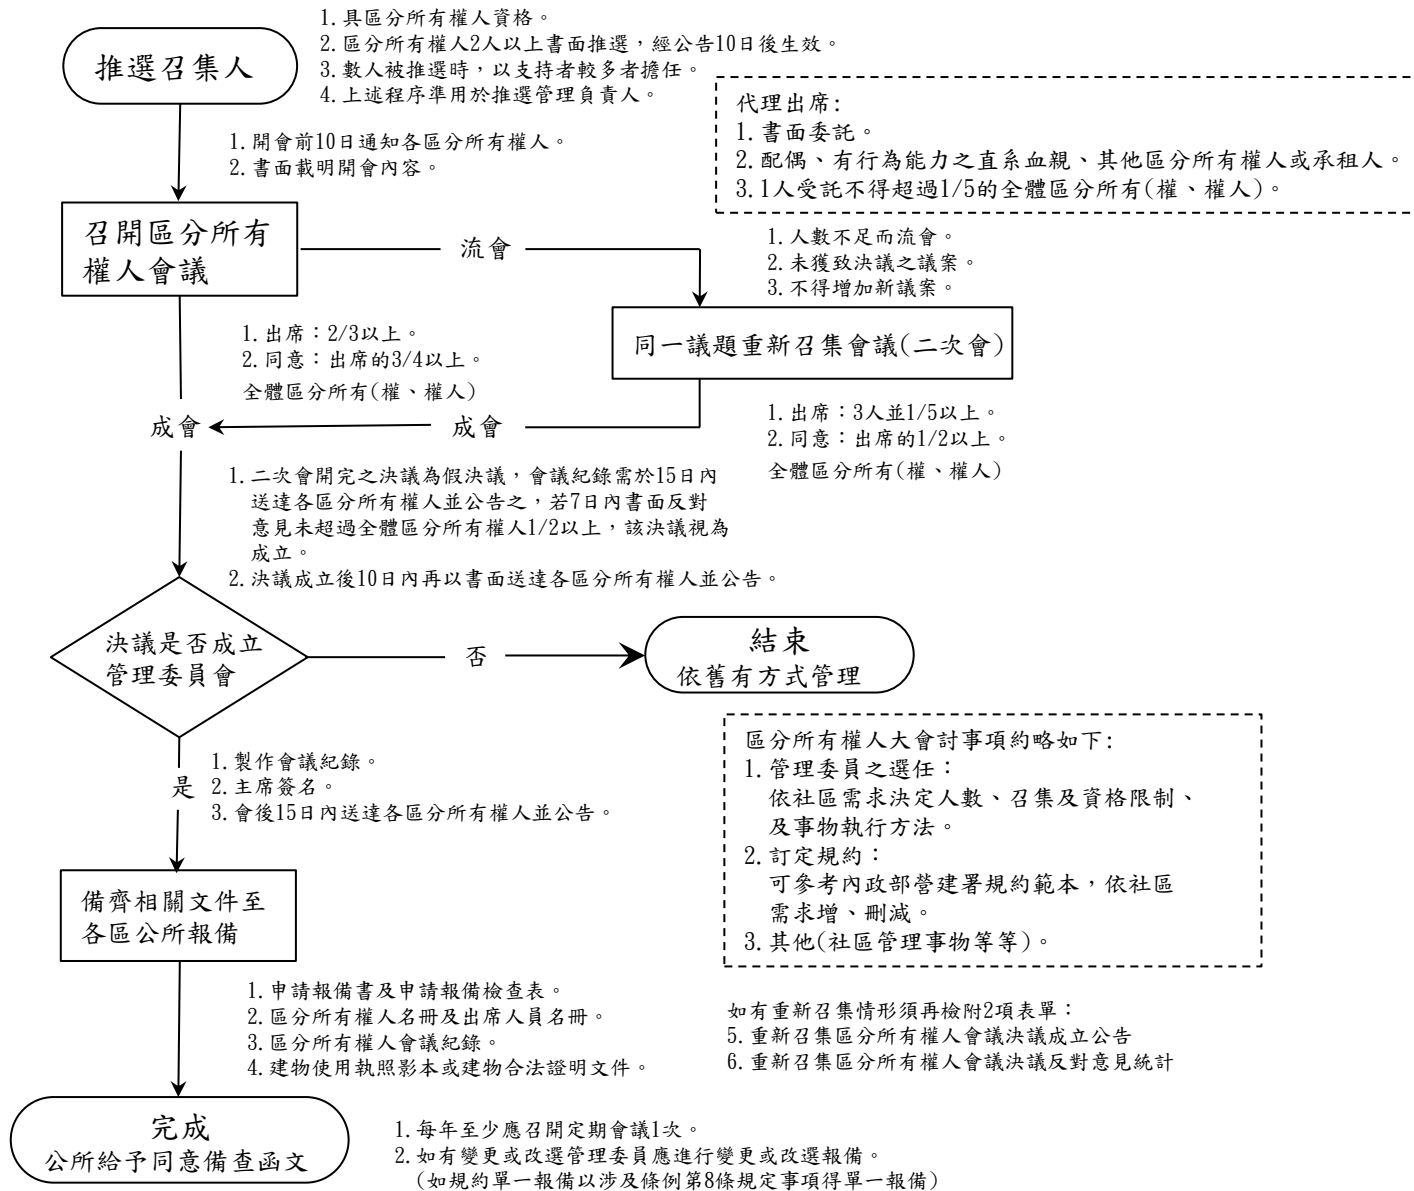 推選召集人
1.具區分所有權人資格。
2.區分所有權人2人以上書面推選，經公告10日後生效。
3.數人被推選時，以支持者較多者擔任。
4.上述程序準用於推選管理負責人。
1.開會前10日通知各區分所有權人。
2.書面載明開會內容。
代理出席:
1.書面委託。
2.配偶、有行為能力之直系血親、其他區分所有權人或承租人。
3.1人受託不得超過1/5的全體區分所有(權、權人)。
召開區分所有
權人會議
流會
1.人數不足而流會。
2.未獲致決議之議案。
3.不得增加新議案。
同一議題重新召集會議(二次會)
1.出席：2/3以上。
2.同意：出席的3/4以上。
全體區分所有(權、權人)
成會
成會
1.出席：3人並1/5以上。
2.同意：出席的1/2以上。
全體區分所有(權、權人)
1.二次會開完之決議為假決議，會議紀錄需於15日內
送達各區分所有權人並公告之，若7日內書面反對
意見未超過全體區分所有權人1/2以上，該決議視為
成立。
2.決議成立後10日內再以書面送達各區分所有權人並公告。
決議是否成立
管理委員會
否
結束
依舊有方式管理
是
1.製作會議紀錄。
2.主席簽名。
3.會後15日內送達各區分所有權人並公告。
區分所有權人大會討事項約略如下:
1.管理委員之選任：
依社區需求決定人數、召集及資格限制、
及事物執行方法。
2.訂定規約：
可參考內政部營建署規約範本，依社區
需求增、刪減。
3.其他(社區管理事物等等)。
備齊相關文件至
各區公所報備
1.申請報備書及申請報備檢查表。
2.區分所有權人名冊及出席人員名冊。
3.區分所有權人會議紀錄。
4.建物使用執照影本或建物合法證明文件。
如有重新召集情形須再檢附2項表單：
5.重新召集區分所有權人會議決議成立公告
6.重新召集區分所有權人會議決議反對意見統計
完成
公所給予同意備查函文
1.每年至少應召開定期會議1次。
2.如有變更或改選管理委員應進行變更或改選報備。
(如規約單一報備以涉及條例第8條規定事項得單一報備)